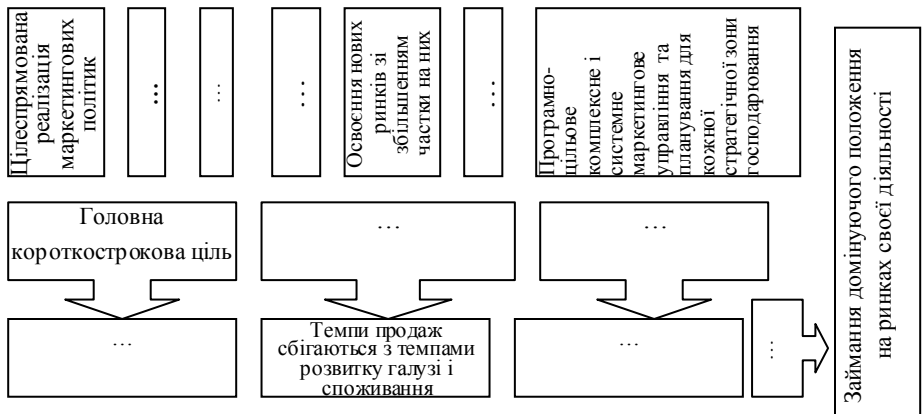 Цілеспрямована
реалізація
маркетингових
політик
...
...
...
Освоєння нових
ринків зі
збільшенням
частки на них
...
Програмно-
цільове
комплексне і
системне
маркетингове
управління та
планування для
кожної
стратегічної зони
господарювання
Головна
короткострокова ціль
...
...
...
Темпи продаж
сбігаються з темпами
розвитку галузі і
споживання
...
...
Займання домінуючого положення
на ринках своєї діяльності